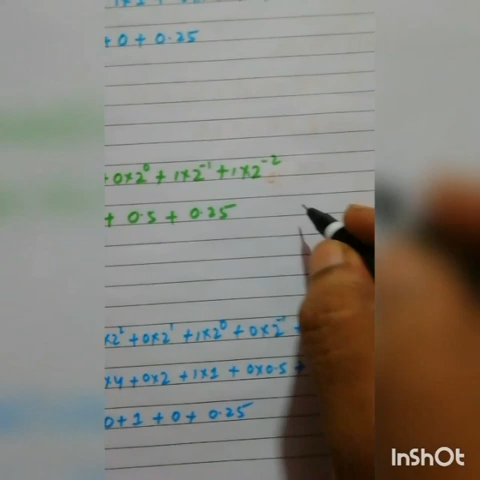 + 0 + 0.25
+ 0×2⁰ + 1×2⁻¹ + 1×2⁻²
+ 0.5 + 0.25
×2² + 0×2¹ + 1×2⁰ + 0×2⁻¹ +
×4 + 0×2 + 1×1 + 0×0.5 +
0 + 1 + 0 + 0.25
InShOt